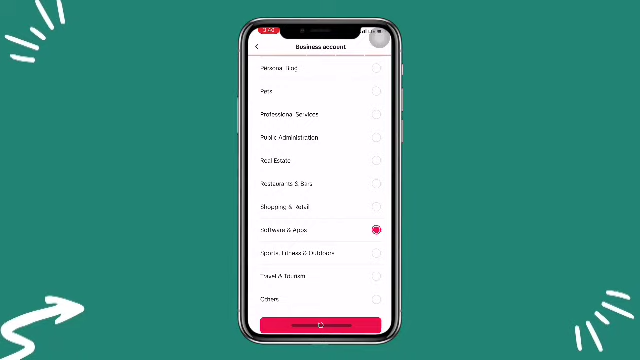 Business account
Personal Blog
Pets
Professional Services
Public Administration
Real Estate
Restaurants & Bars
Shopping & Retail
Software & Apps
Sports, Fitness & Outdoors
Travel & Tourism
Others